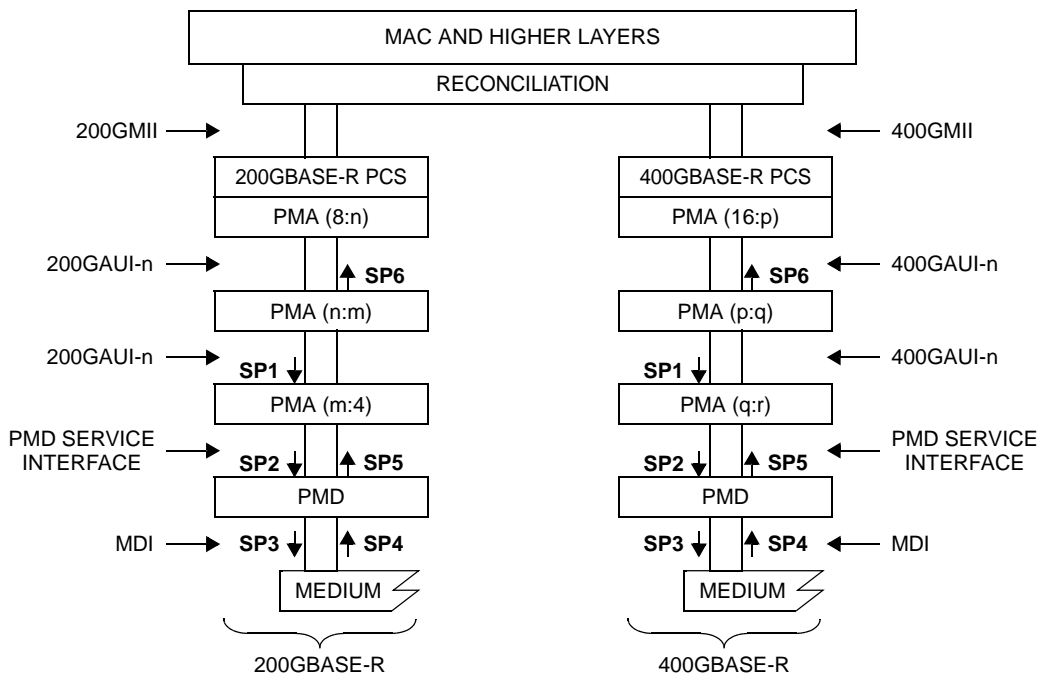 MAC AND HIGHER LAYERS
RECONCILIATION
200GMII
400GMII
200GBASE-R PCS
400GBASE-R PCS
PMA (8:n)
PMA (16:p)
200GAUI-n
SP6
SP6
400GAUI-n
PMA (n:m)
PMA (p:q)
200GAUI-n
400GAUI-n
SP1
SP1
PMA (m:4)
PMA (q:r)
PMD SERVICE
INTERFACE
SP2
SP5
SP2
SP5
PMD SERVICE
INTERFACE
PMD
PMD
MDI
SP3
SP4
SP3
SP4
MDI
MEDIUM
MEDIUM
200GBASE-R
400GBASE-R